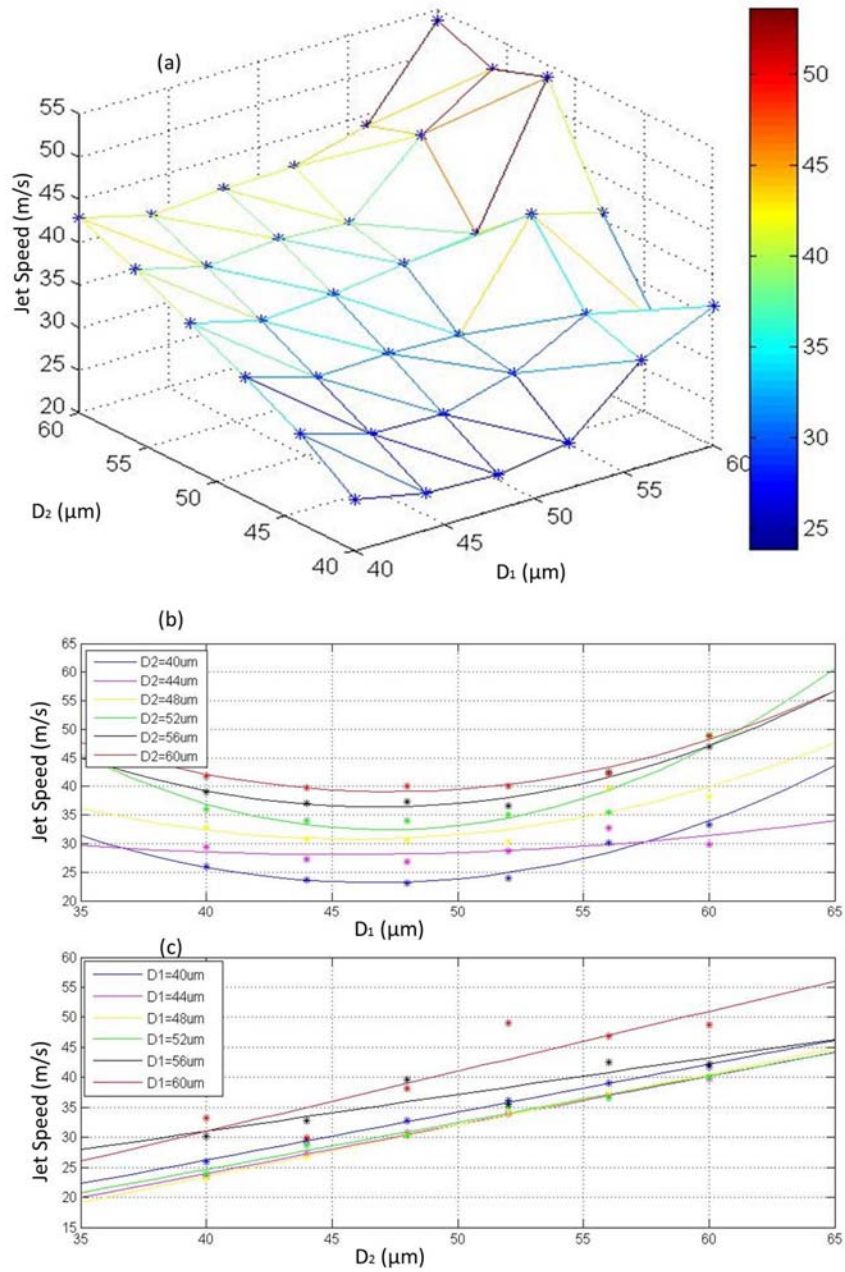 (a)
Jet Speed (m/s)
55
50
45
40
35
30
25
20
60
55
50
45
40
D₂ (μm)
40
45
50
55
60
D₁ (μm)
50
45
40
35
30
25
(b)
Jet Speed (m/s)
65
60
55
50
45
40
35
30
25
20
D2=40um
D2=44um
D2=48um
D2=52um
D2=56um
D2=60um
35 40 45 50 55 60 65
D₁ (μm)
(c)
Jet Speed (m/s)
60
55
50
45
40
35
30
25
20
15
D1=40um
D1=44um
D1=48um
D1=52um
D1=56um
D1=60um
35 40 45 50 55 60 65
D₂ (μm)